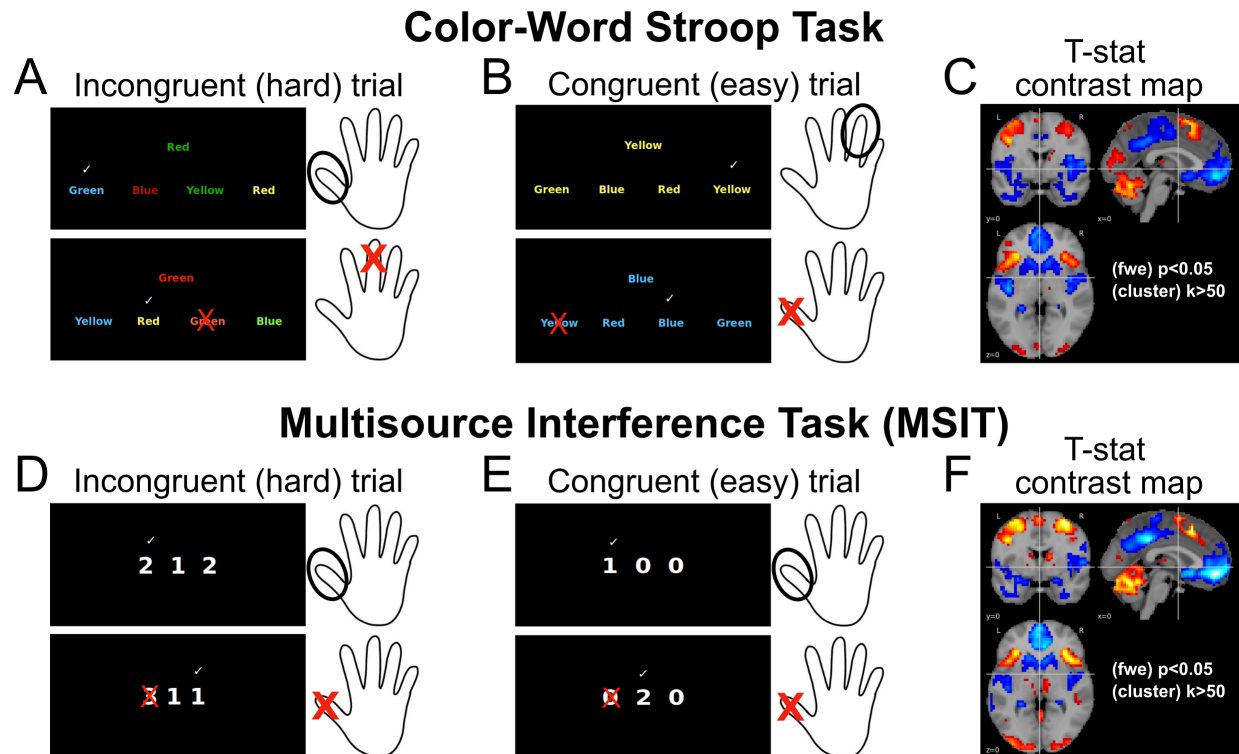 Color-Word Stroop Task
A
Incongruent (hard) trial
Red
✓
Green Blue Yellow Red
Green
✓
Yellow Red Green Blue
B
Congruent (easy) trial
Yellow
✓
Green Blue Red Yellow
Blue
✓
Yellow Red Blue Green
C
T-stat
contrast map
L R
y=0 x=0
z=0
(fwe) p<0.05
(cluster) k>50
Multisource Interference Task (MSIT)
D
Incongruent (hard) trial
✓
2 1 2
✓
3 1 1
E
Congruent (easy) trial
✓
1 0 0
✓
0 2 0
F
T-stat
contrast map
L R
y=0 x=0
L R
z=0
(fwe) p<0.05
(cluster) k>50